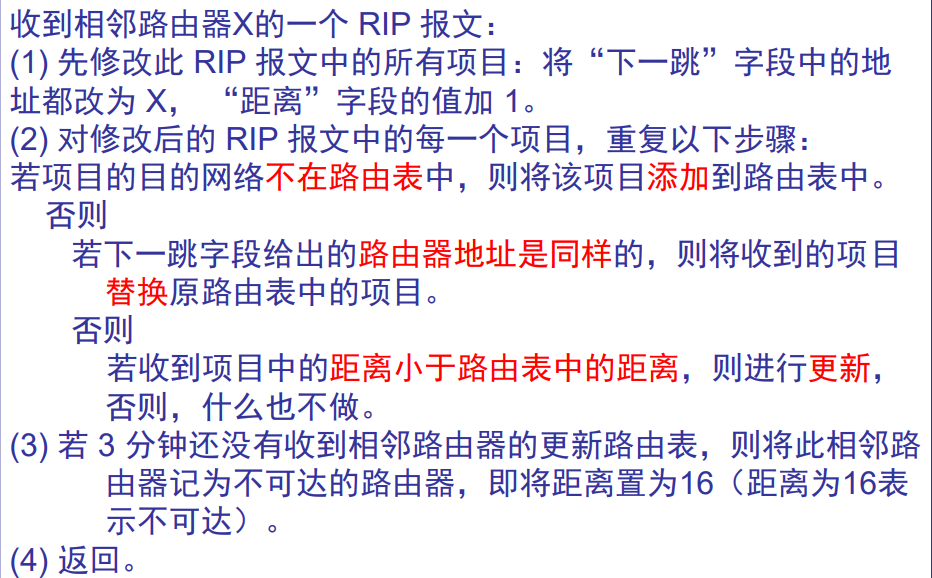 收到相邻路由器X的一个 RIP 报文：
(1) 先修改此 RIP 报文中的所有项目：将“下一跳”字段中的地
址都改为 X，“距离”字段的值加 1。
(2) 对修改后的 RIP 报文中的每一个项目，重复以下步骤：
若项目的目的网络不在路由表中，则将该项目添加到路由表中。
否则
若下一跳字段给出的路由器地址是同样的，则将收到的项目
替换原路由表中的项目。
否则
若收到项目中的距离小于路由表中的距离，则进行更新，
否则，什么也不做。
(3) 若 3 分钟还没有收到相邻路由器的更新路由表，则将此相邻路
由器记为不可达的路由器，即将距离置为16（距离为16表
示不可达）。
(4) 返回。